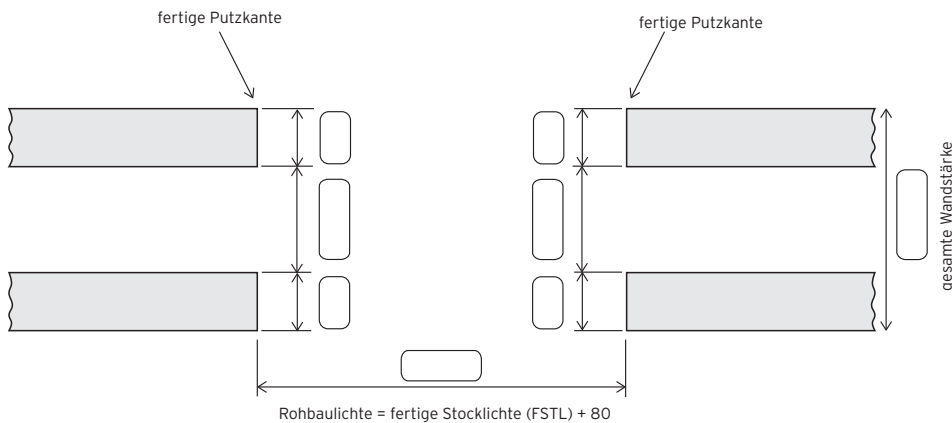 fertige Putzkante
fertige Putzkante
gesamte Wandstärke
Rohbaulichte = fertige Stocklichte (FSTL) + 80